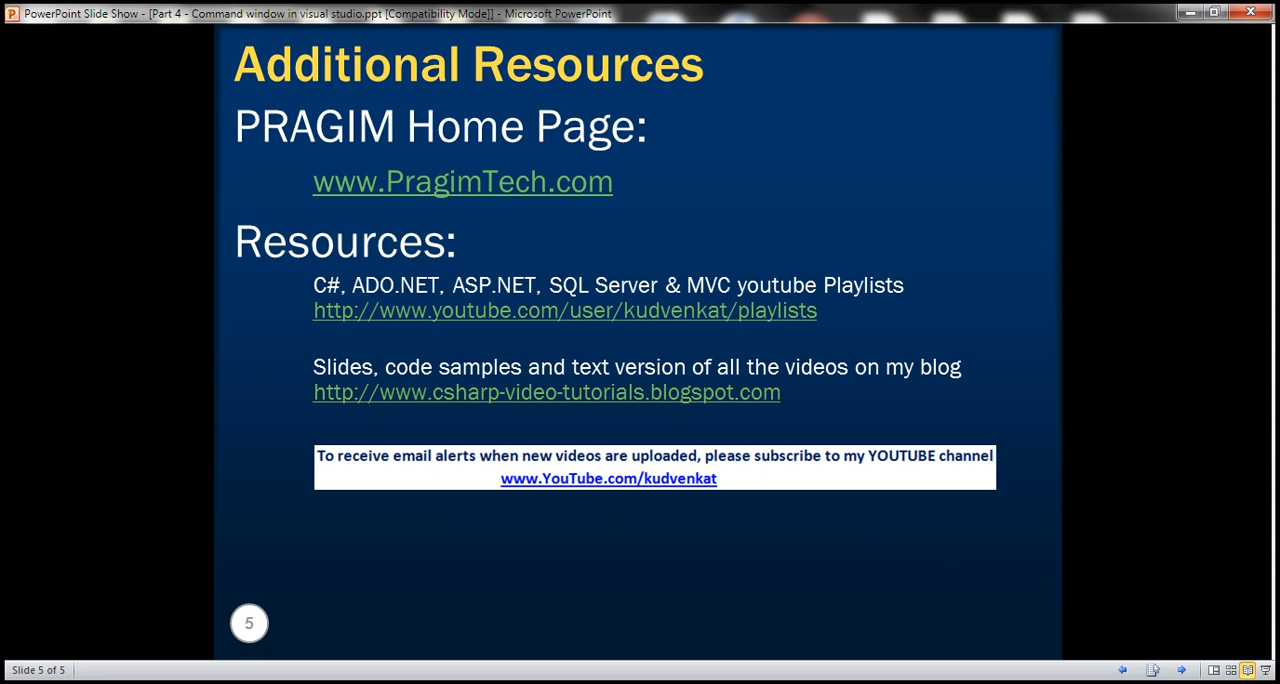 PowerPoint Slide Show - [Part 4 - Command window in visual studio.ppt [Compatibility Mode]] - Microsoft PowerPoint
Additional Resources
PRAGIM Home Page:
www.PragimTech.com
Resources:
C#, ADO.NET, ASP.NET, SQL Server & MVC youtube Playlists
http://www.youtube.com/user/kudvenkat/playlists
Slides, code samples and text version of all the videos on my blog
http://www.csharp-video-tutorials.blogspot.com
To receive email alerts when new videos are uploaded, please subscribe to my YOUTUBE channel
www.YouTube.com/kudvenkat
5
Slide 5 of 5